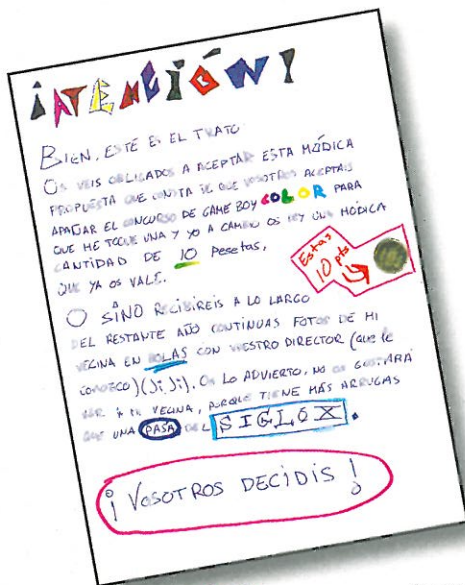 ¡ATENCIÓN!
BIEN, ESTE ES EL TRATO
OS VEIS OBLIGADOS A ACEPTAR ESTA MÓDICA
PROPUESTA QUE CONSTA DE QUE VOSOTROS ACEPTAIS
APAÑAR EL CONCURSO DE GAME BOY COLOR PARA
QUE ME TOQUE UNA Y YO A CAMBIO OS DOY UNA MÓDICA
CANTIDAD DE 10 Pesetas,
QUE YA OS VALE.
Estas
10 pts
O SINO RECIBIREIS A LO LARGO
DEL RESTANTE AÑO CONTINUAS FOTOS DE MI
VECINA EN BOLAS CON VUESTRO DIRECTOR (que le
conozco) (Ji, Ji). OS LO ADVIERTO, NO OS GUSTARÁ
VER A MI VECINA, PORQUE TIENE MÁS ARRUGAS
QUE UNA PASA DEL SIGLO X.
¡VOSOTROS DECIDIS!